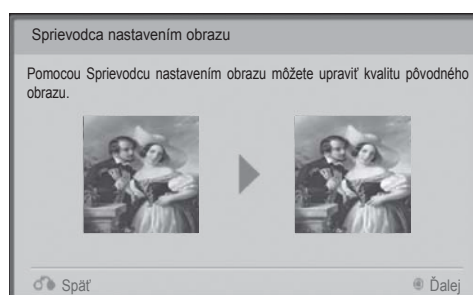 Sprievodca nastavením obrazu
Pomocou Sprievodcu nastavením obrazu môžete upraviť kvalitu pôvodného
obrazu.
Späť
Ďalej